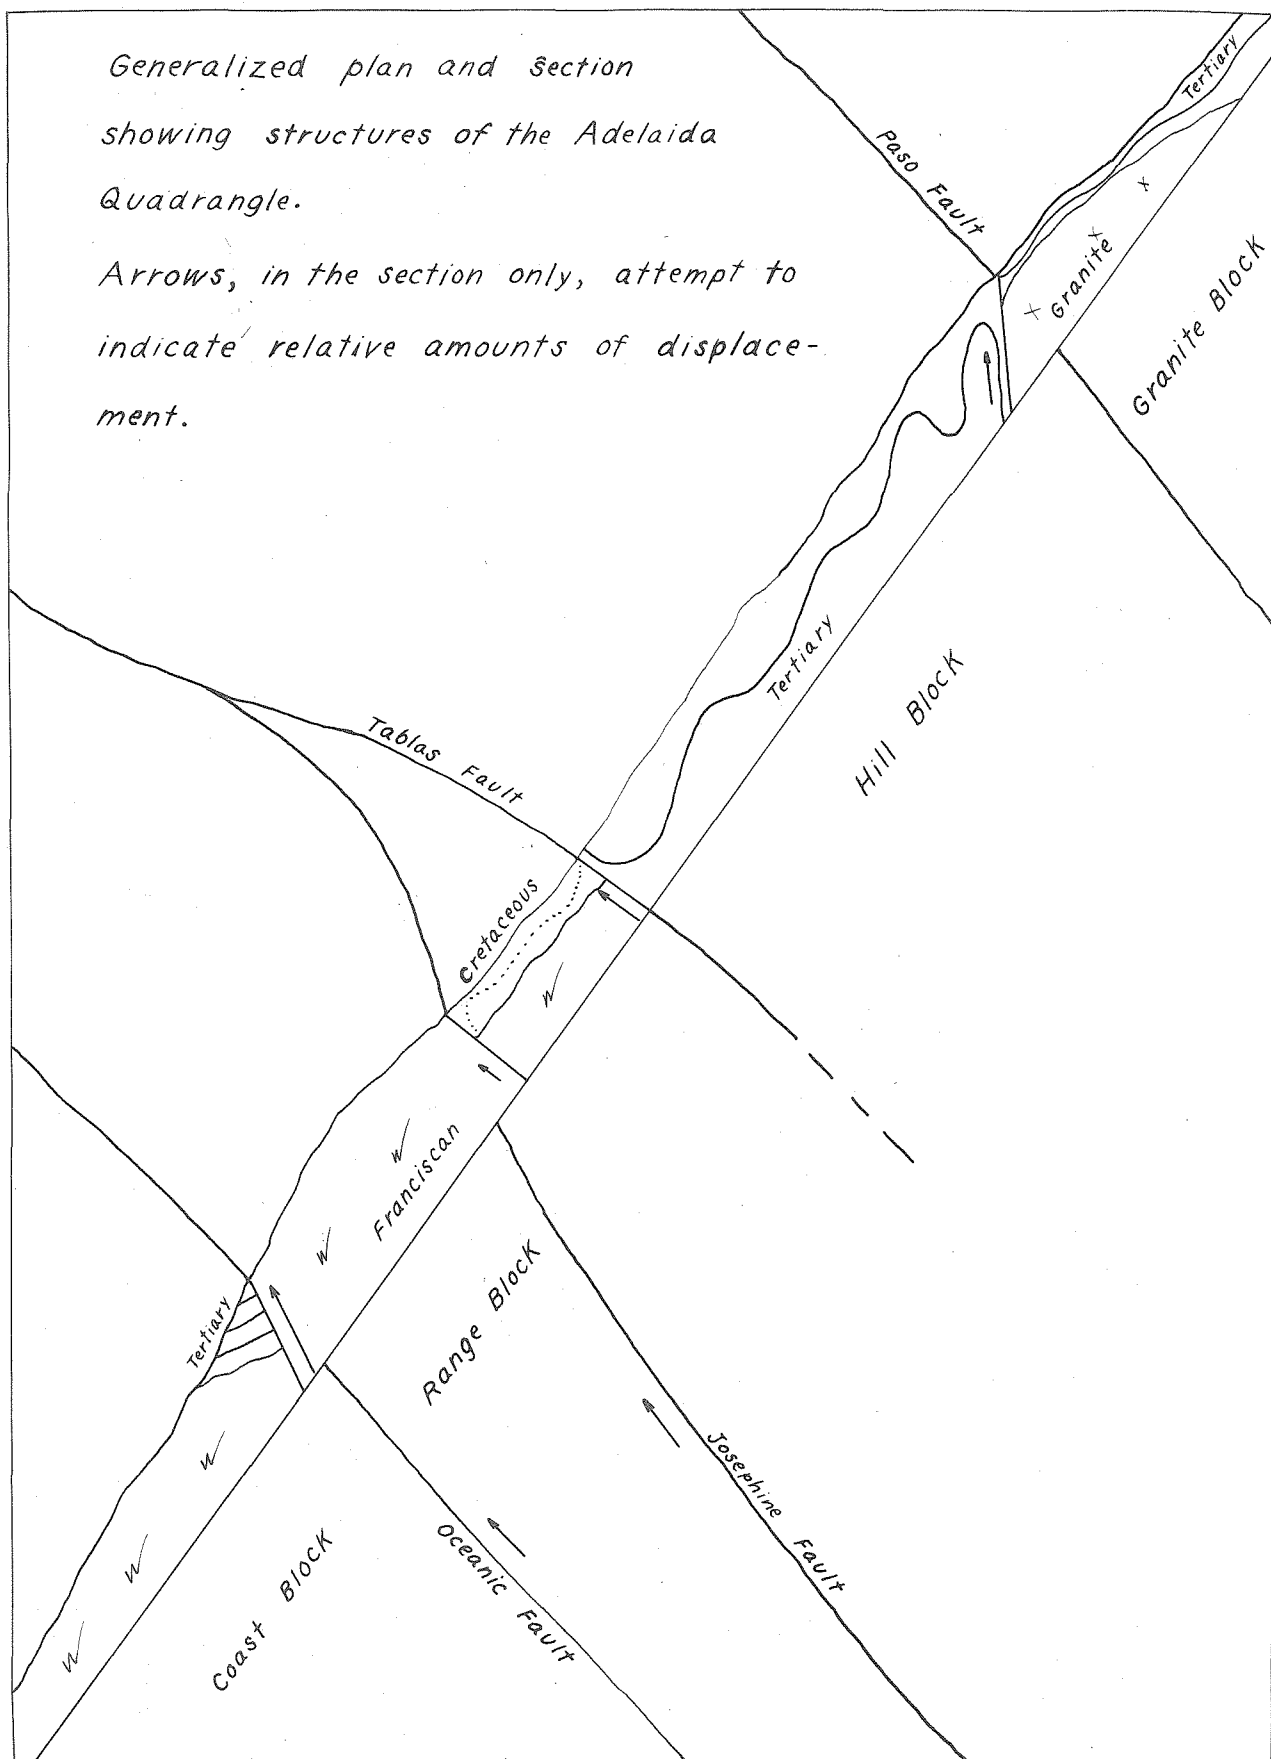 Generalized plan and section
showing structures of the Adelaida
Quadrangle.
Arrows, in the section only, attempt to
indicate relative amounts of displace-
ment.
Tertiary
Paso Fault
Granite
Granite Block
Tertiary
Hill Block
Tablas Fault
Cretaceous
Franciscan
Range Block
Tertiary
Josephine Fault
Oceanic Fault
Coast Block